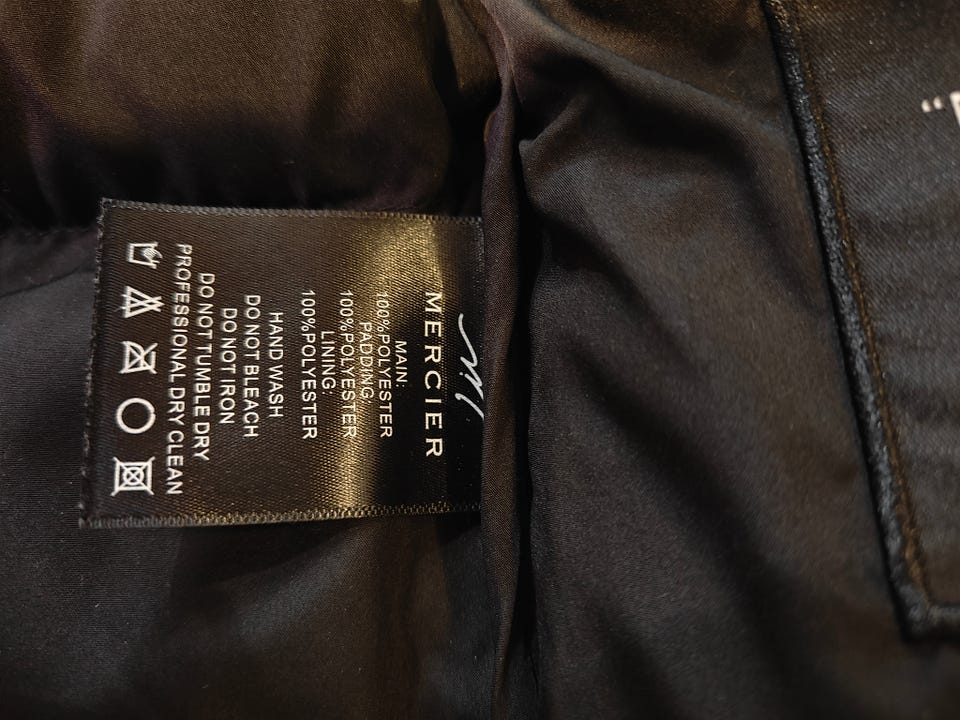 MERCIER
MAIN:
100%POLYESTER
PADDING:
100%POLYESTER
LINING:
100%POLYESTER
HAND WASH
DO NOT BLEACH
DO NOT IRON
DO NOT TUMBLE DRY
PROFESSIONAL DRY CLEAN